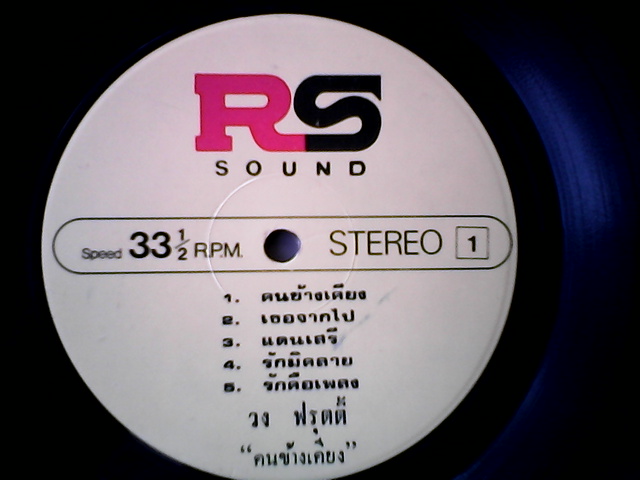 RS
SOUND
Speed 33 1/2 R.P.M. STEREO 1
1. คนข้างเคียง
2. เธอจากไป
3. แดนเสรี
4. รักมิคลาย
5. รักคือเพลง
วง ฟรุตตี้
“คนข้างเคียง”